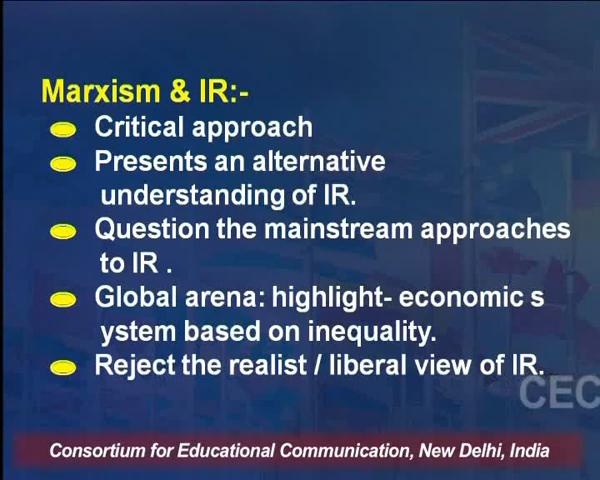 Marxism & IR:-
Critical approach
Presents an alternative
understanding of IR.
Question the mainstream approaches
to IR .
Global arena: highlight- economic s
ystem based on inequality.
Reject the realist / liberal view of IR.
CEC
Consortium for Educational Communication, New Delhi, India